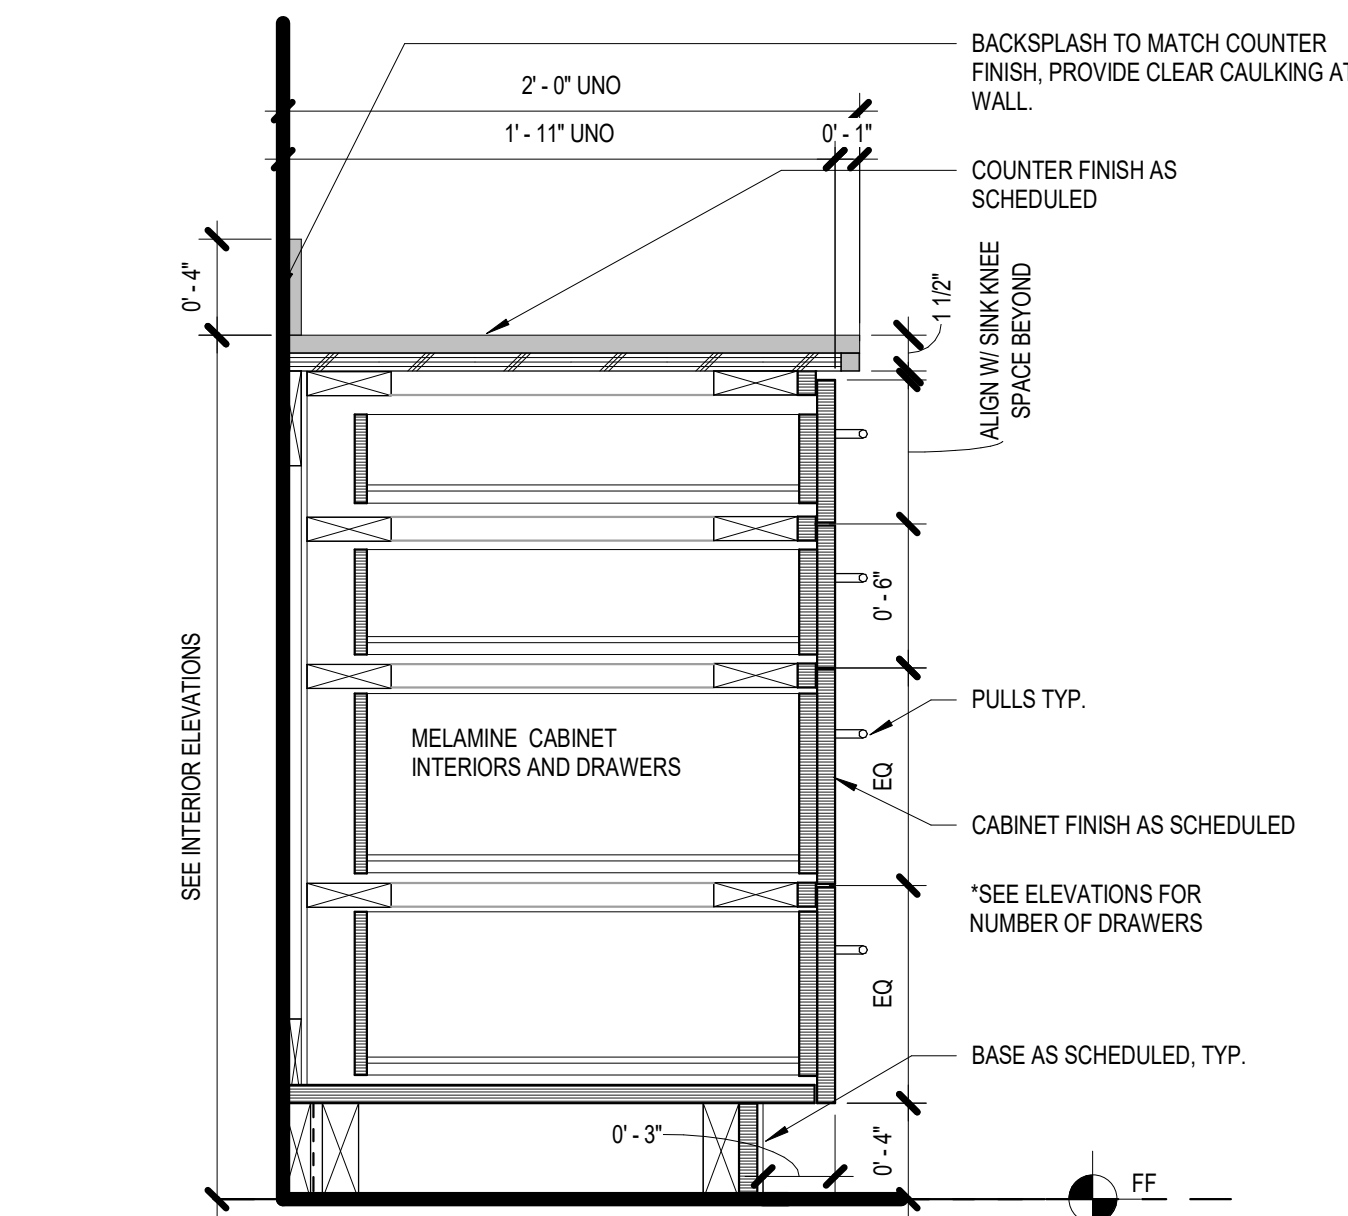 BACKSPLASH TO MATCH COUNTER
FINISH, PROVIDE CLEAR CAULKING AT
WALL.
2' - 0" UNO
1' - 11" UNO
0' - 1"
COUNTER FINISH AS
SCHEDULED
0' - 4"
1 1/2"
ALIGN W/ SINK KNEE
SPACE BEYOND
0' - 6"
SEE INTERIOR ELEVATIONS
MELAMINE CABINET
INTERIORS AND DRAWERS
PULLS TYP.
EQ
CABINET FINISH AS SCHEDULED
*SEE ELEVATIONS FOR
NUMBER OF DRAWERS
EQ
BASE AS SCHEDULED, TYP.
0' - 3"
0' - 4"
FF